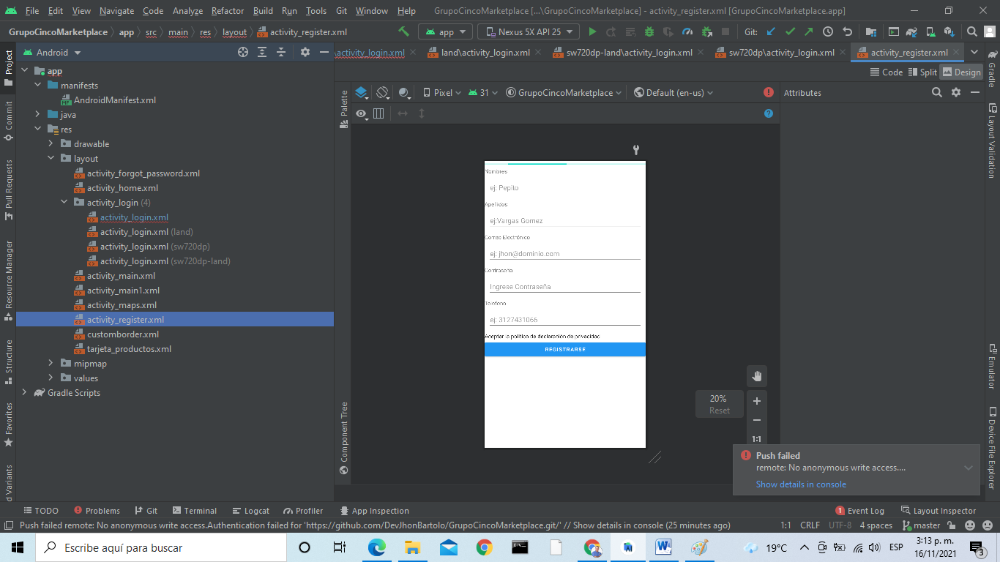 File Edit View Navigate Code Analyze Refactor Build Run Tools Git Window Help GrupoCincoMarketplace [...\GrupoCincoMarketplace] - activity_register.xml [GrupoCincoMarketplace.app]
GrupoCincoMarketplace app src main res layout activity_register.xml app Nexus 5X API 25 Git:
Project
Commit
Pull Requests
Resource Manager
Structure
Favorites
d Variants
Android
app
manifests
AndroidManifest.xml
java
res
drawable
layout
activity_forgot_password.xml
activity_home.xml
activity_login (4)
activity_login.xml
activity_login.xml (land)
activity_login.xml (sw720dp)
activity_login.xml (sw720dp-land)
activity_main.xml
activity_main1.xml
activity_maps.xml
activity_register.xml
customborder.xml
tarjeta_productos.xml
mipmap
values
Gradle Scripts
\activity_login.xml land\activity_login.xml sw720dp-land\activity_login.xml sw720dp\activity_login.xml activity_register.xml
Code Split Design
Palette
Component Tree
Pixel 31 GrupoCincoMarketplace Default (en-us)
Attributes
Nombres
ej: Pepito
Apellidos
ej:Vargas Gomez
Correo Electrónico
ej: jhon@dominio.com
Contraseña
Ingrese Contraseña
Telefono
ej: 3127431066
Aceptar la política de declaración de privacidad.
REGISTRARSE
20%
Reset
1:1
Push failed
remote: No anonymous write access....
Show details in console
Gradle
Layout Validation
Emulator
Device File Explorer
TODO Problems Git Terminal Logcat Profiler App Inspection 1 Event Log Layout Inspector
Push failed remote: No anonymous write access.Authentication failed for 'https://github.com/DevJhonBartolo/GrupoCincoMarketplace.git/' // Show details in console (25 minutes ago) 1:1 CRLF UTF-8 4 spaces master
Escribe aquí para buscar 19°C ESP 3:13 p. m.
16/11/2021 3